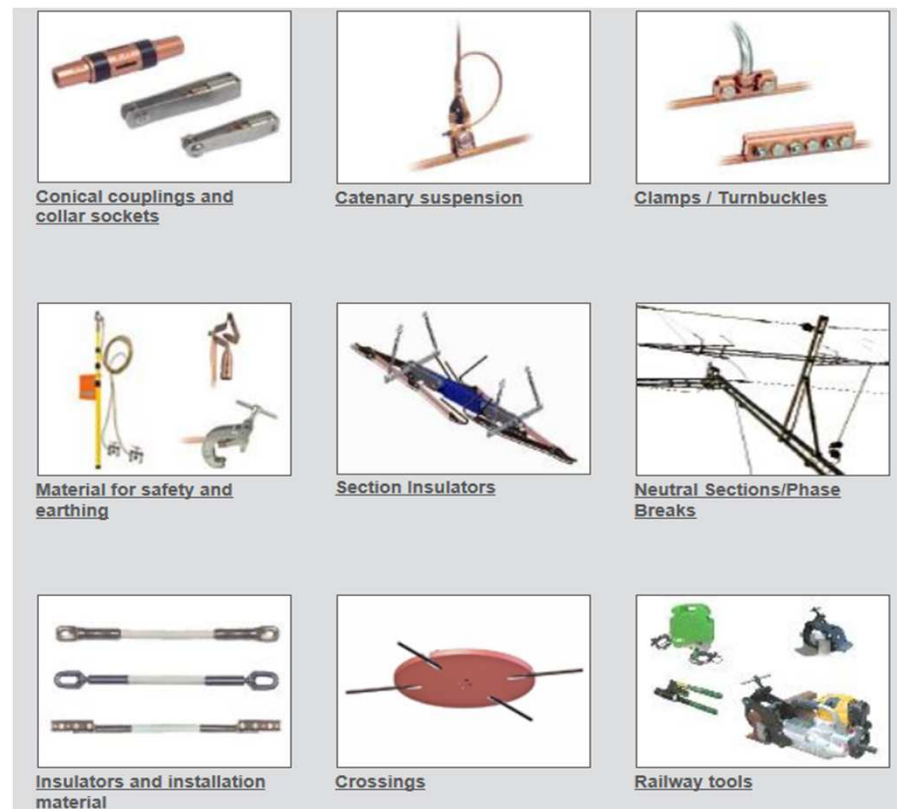 Conical couplings and
collar sockets
Catenary suspension
Clamps / Turnbuckles
Material for safety and
earthing
Section Insulators
Neutral Sections/Phase
Breaks
Insulators and installation
material
Crossings
Railway tools